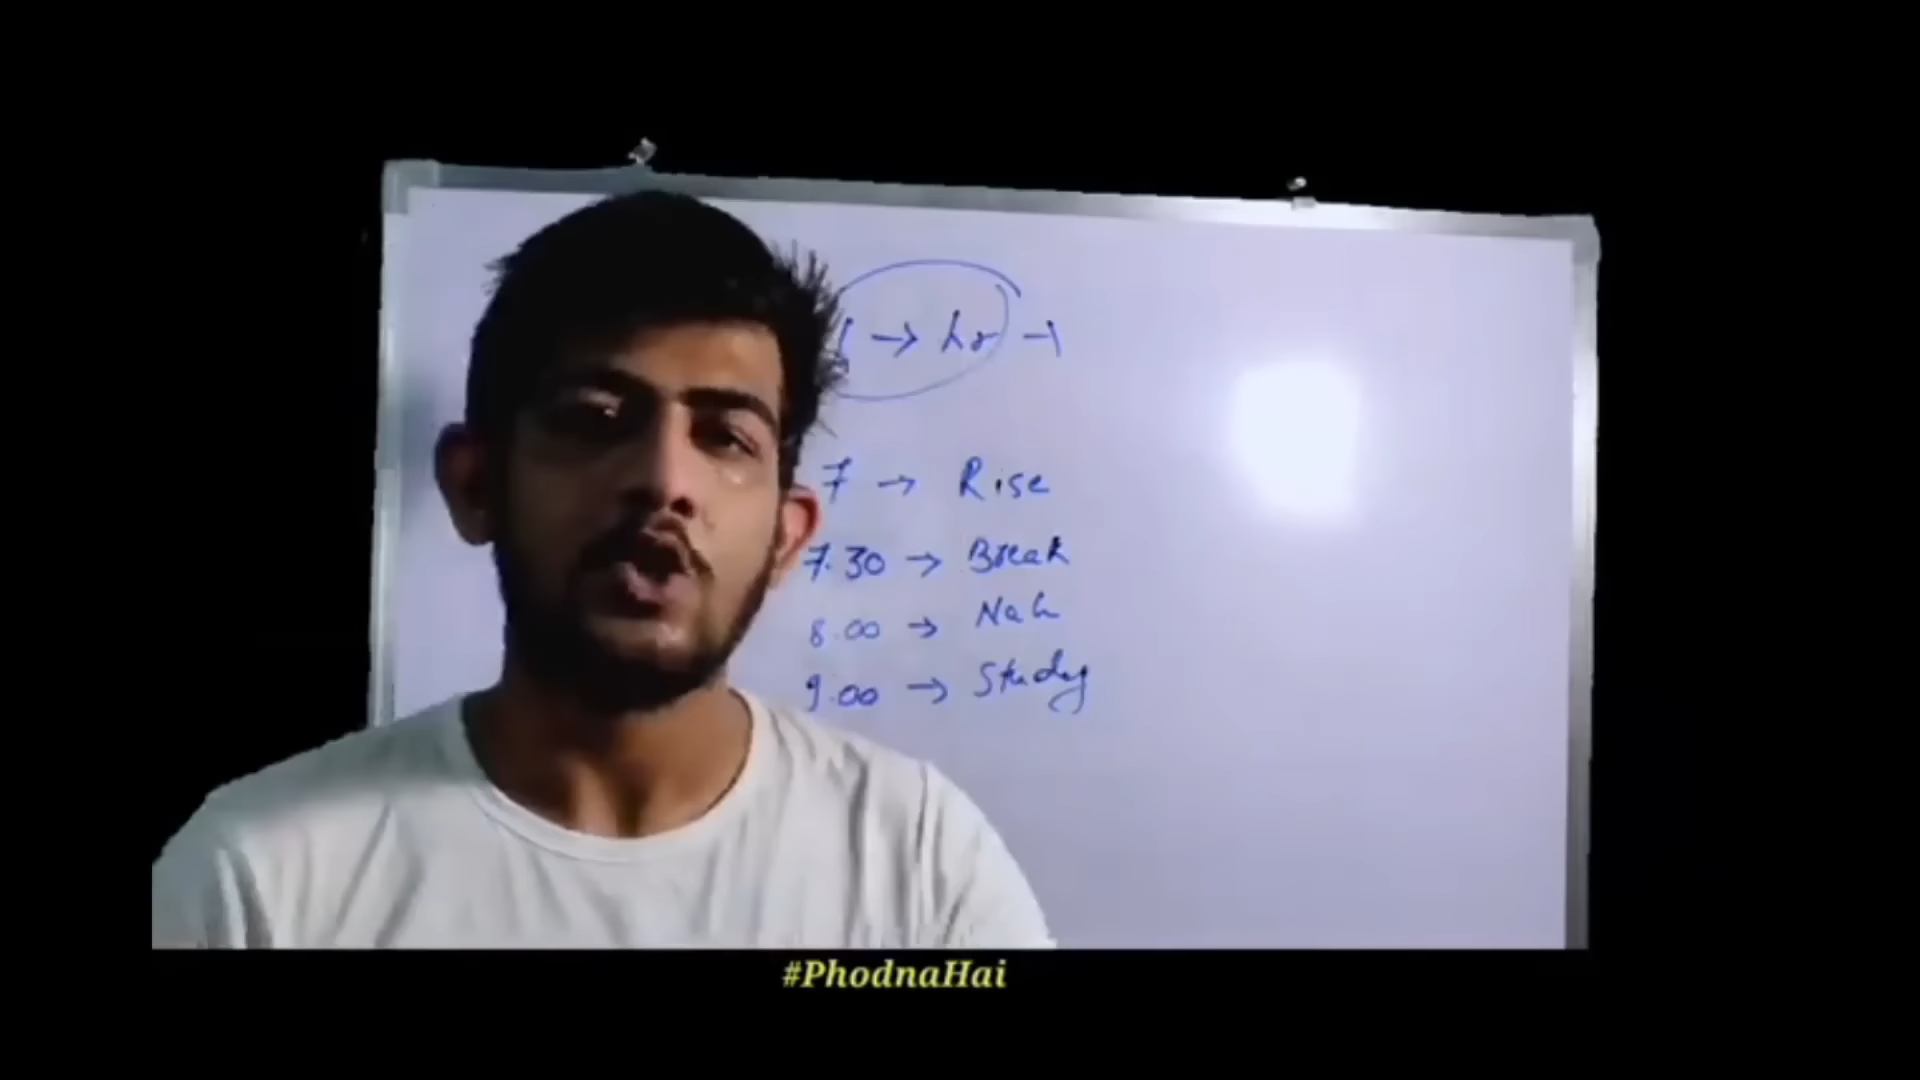 → hr
7 → Rise
7.30 → Break
8.00 → Nah
9.00 → Study
#PhodnaHai